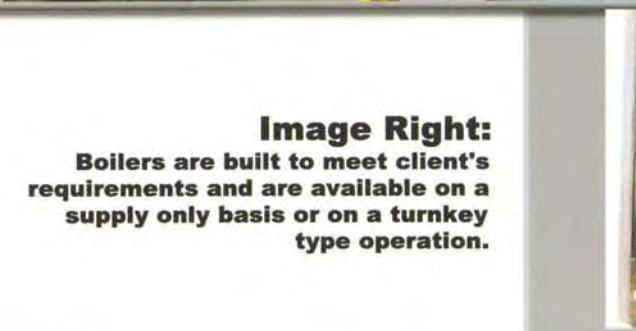 Image Right:
Boilers are built to meet client's
requirements and are available on a
supply only basis or on a turnkey
type operation.